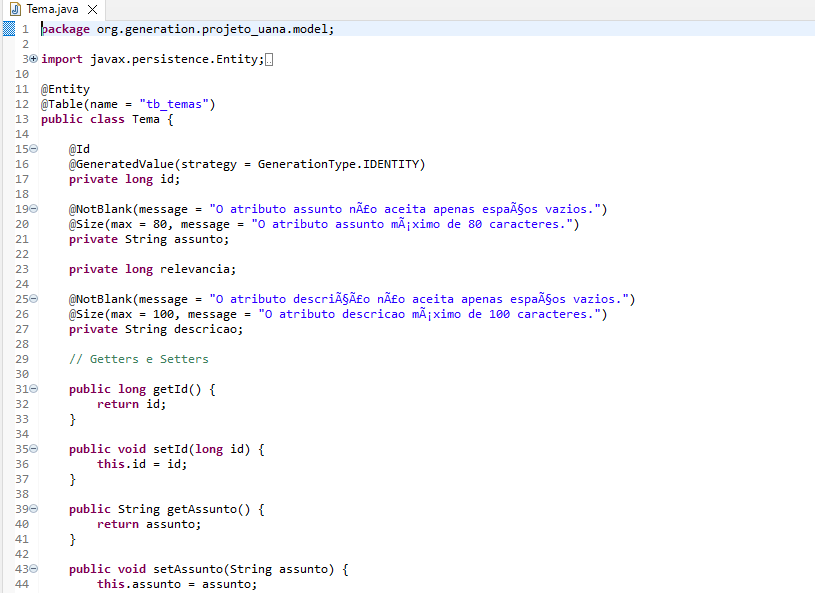 Tema.java
1 package org.generation.projeto_uana.model;
2
3 import javax.persistence.Entity;
10
11 @Entity
12 @Table(name = "tb_temas")
13 public class Tema {
14
15 @Id
16 @GeneratedValue(strategy = GenerationType.IDENTITY)
17 private long id;
18
19 @NotBlank(message = "O atributo assunto nÃ£o aceita apenas espaÃ§os vazios.")
20 @Size(max = 80, message = "O atributo assunto mÃ¡ximo de 80 caracteres.")
21 private String assunto;
22
23 private long relevancia;
24
25 @NotBlank(message = "O atributo descriÃ§Ã£o nÃ£o aceita apenas espaÃ§os vazios.")
26 @Size(max = 100, message = "O atributo descricao mÃ¡ximo de 100 caracteres.")
27 private String descricao;
28
29 // Getters e Setters
30
31 public long getId() {
32 return id;
33 }
34
35 public void setId(long id) {
36 this.id = id;
37 }
38
39 public String getAssunto() {
40 return assunto;
41 }
42
43 public void setAssunto(String assunto) {
44 this.assunto = assunto;